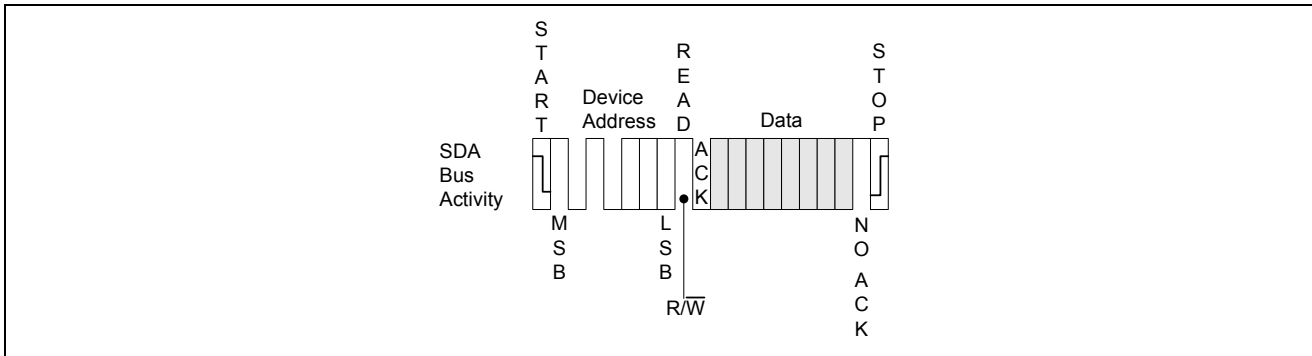 START
READ
STOP
Device
Address
Data
SDA
Bus
Activity
ACK
MSB
LSB
NO ACK
R/W̅